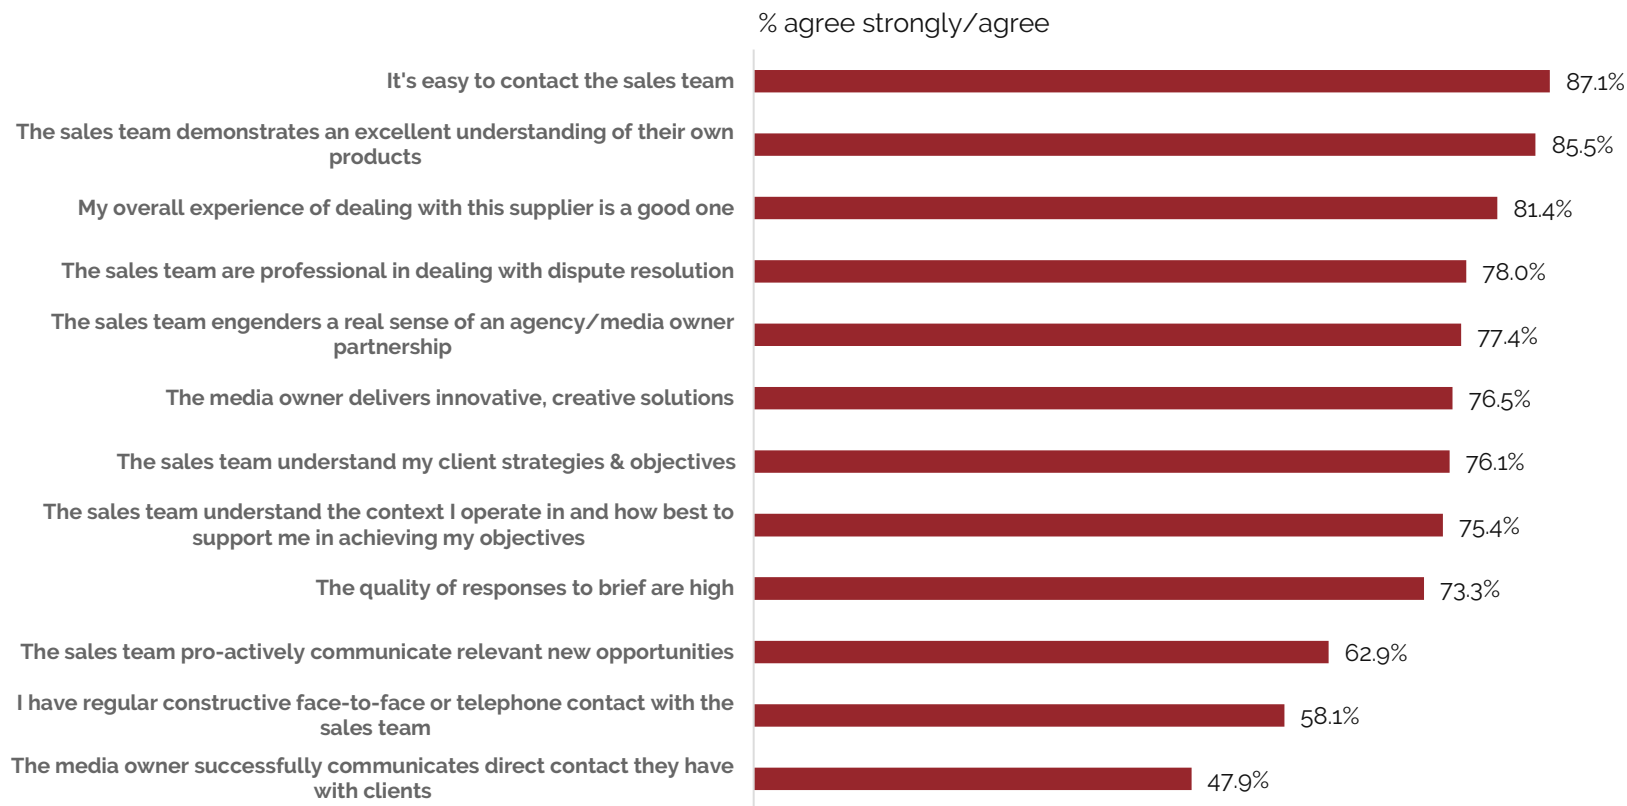 % agree strongly/agree
It's easy to contact the sales team
87.1%
The sales team demonstrates an excellent understanding of their own
products
85.5%
My overall experience of dealing with this supplier is a good one
81.4%
The sales team are professional in dealing with dispute resolution
78.0%
The sales team engenders a real sense of an agency/media owner
partnership
77.4%
The media owner delivers innovative, creative solutions
76.5%
The sales team understand my client strategies & objectives
76.1%
The sales team understand the context I operate in and how best to
support me in achieving my objectives
75.4%
The quality of responses to brief are high
73.3%
The sales team pro-actively communicate relevant new opportunities
62.9%
I have regular constructive face-to-face or telephone contact with the
sales team
58.1%
The media owner successfully communicates direct contact they have
with clients
47.9%